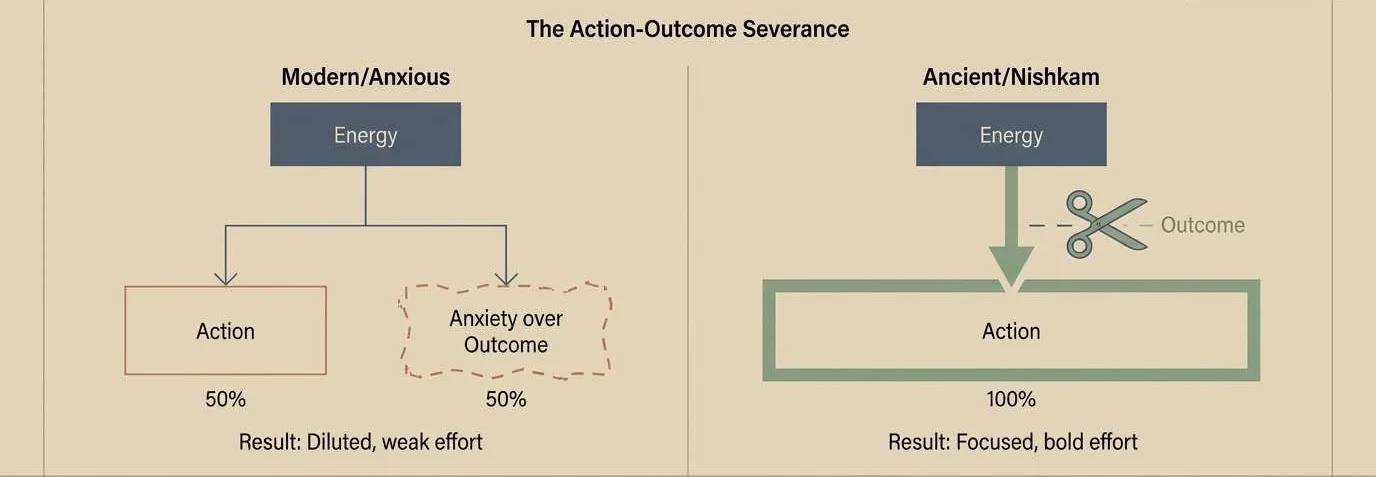 The Action-Outcome Severance
Modern/Anxious
Energy
Action
Anxiety over
Outcome
50%
50%
Result: Diluted, weak effort
Ancient/Nishkam
Energy
Outcome
Action
100%
Result: Focused, bold effort